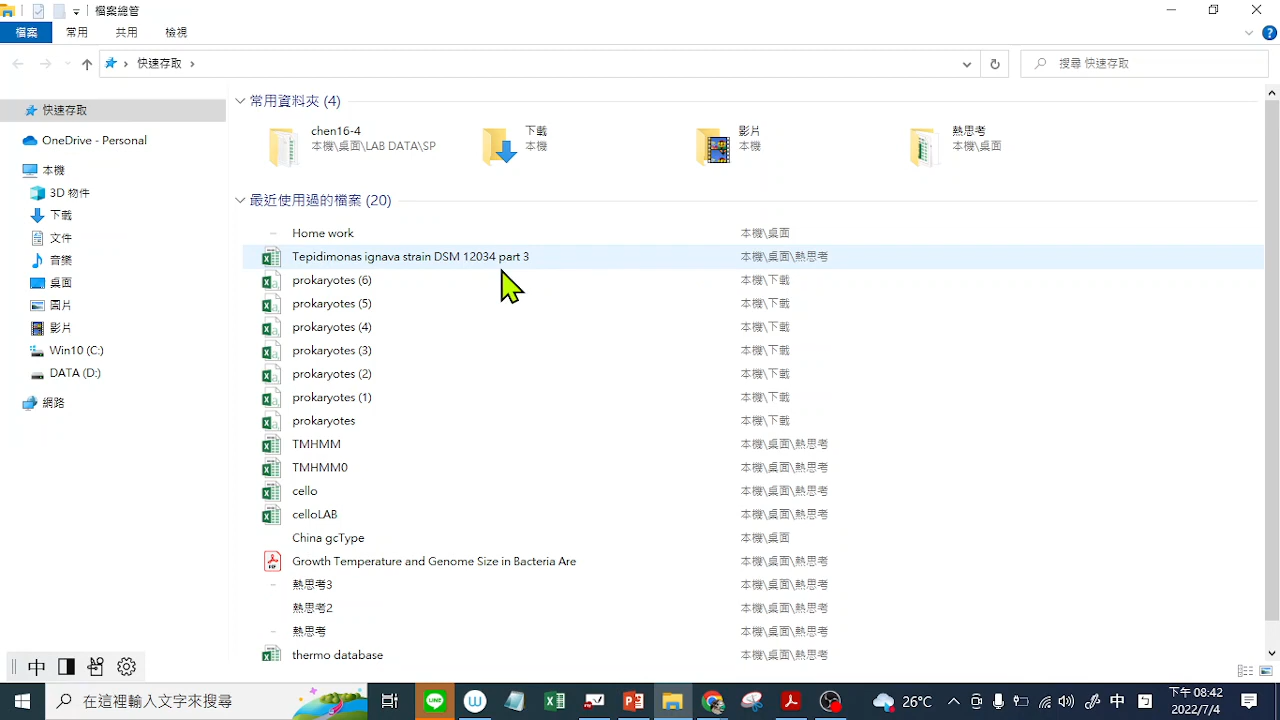 檔案總管
檔案 常用 共用 檢視
快速存取
搜尋 快速存取
快速存取
OneDrive - Personal
本機
3D 物件
下載
文件
音樂
桌面
圖片
影片
Win10 (C:)
DATA (D:)
網路
常用資料夾 (4)
chen16-4
本機\桌面\LAB DATA\SP
下載
本機
影片
本機
熱思考
本機\桌面
最近使用過的檔案 (20)
Home work 本機\桌面
Tepidimonas ignava strain DSM 12034 part 3 本機\桌面\熱思考
prokaryotes (6) 本機\下載
prokaryotes (5) 本機\下載
prokaryotes (4) 本機\下載
prokaryotes (3) 本機\下載
prokaryotes (2) 本機\下載
prokaryotes (1) 本機\下載
prokaryotes 本機\下載
TMHMM 本機\桌面\熱思考
TMHMM0 本機\桌面\熱思考
cello 本機\桌面\熱思考
celloLAB 本機\桌面\熱思考
China gcType 本機\桌面
Growth Temperature and Genome Size in Bacteria Are 本機\桌面\熱思考
熱思考3 本機\桌面\熱思考
熱思考2 本機\桌面\熱思考
熱思考 本機\桌面\熱思考
thermo database 本機\桌面\熱思考
中
在這裡輸入文字來搜尋
LINE
26°C
中
下午 08:42
2022/7/4